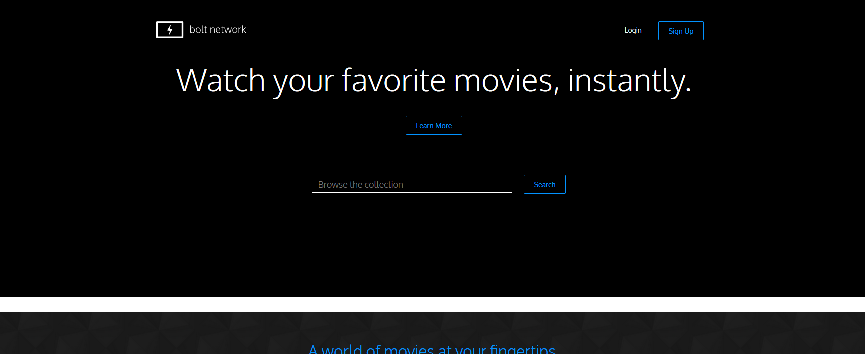 bolt network
Login
Sign Up
Watch your favorite movies, instantly.
Learn More
Browse the collection
Search
A world of movies at your fingertips